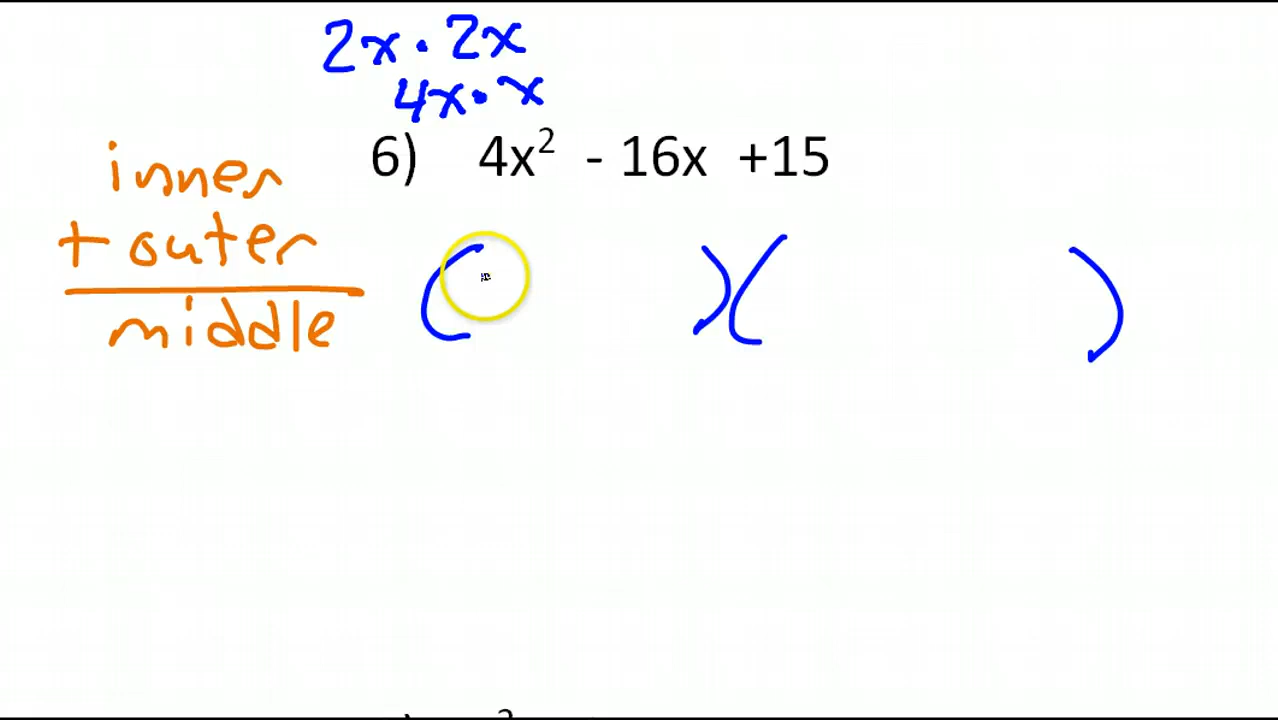 2x · 2x
4x · x
6) 4x² - 16x +15
inner
+ outer
middle
( )( )